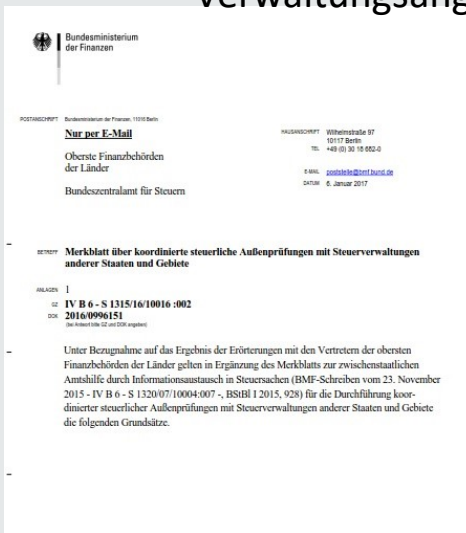 Verwaltungsang
Bundesministerium
der Finanzen
POSTANSCHRIFT Bundesministerium der Finanzen, 11016 Berlin
Nur per E-Mail
Oberste Finanzbehörden
der Länder
Bundeszentralamt für Steuern
HAUSANSCHRIFT Wilhelmstraße 97
10117 Berlin
TEL +49 (0) 30 18 682-0
E-MAIL poststelle@bmf.bund.de
DATUM 6. Januar 2017
BETREFF Merkblatt über koordinierte steuerliche Außenprüfungen mit Steuerverwaltungen
anderer Staaten und Gebiete
ANLAGEN 1
GZ IV B 6 - S 1315/16/10016 :002
DOK 2016/0996151
(bei Antwort bitte GZ und DOK angeben)
Unter Bezugnahme auf das Ergebnis der Erörterungen mit den Vertretern der obersten
Finanzbehörden der Länder gelten in Ergänzung des Merkblatts zur zwischenstaatlichen
Amtshilfe durch Informationsaustausch in Steuersachen (BMF-Schreiben vom 23. November
2015 - IV B 6 - S 1320/07/10004:007 -, BStBl I 2015, 928) für die Durchführung koor-
dinierter steuerlicher Außenprüfungen mit Steuerverwaltungen anderer Staaten und Gebiete
die folgenden Grundsätze.